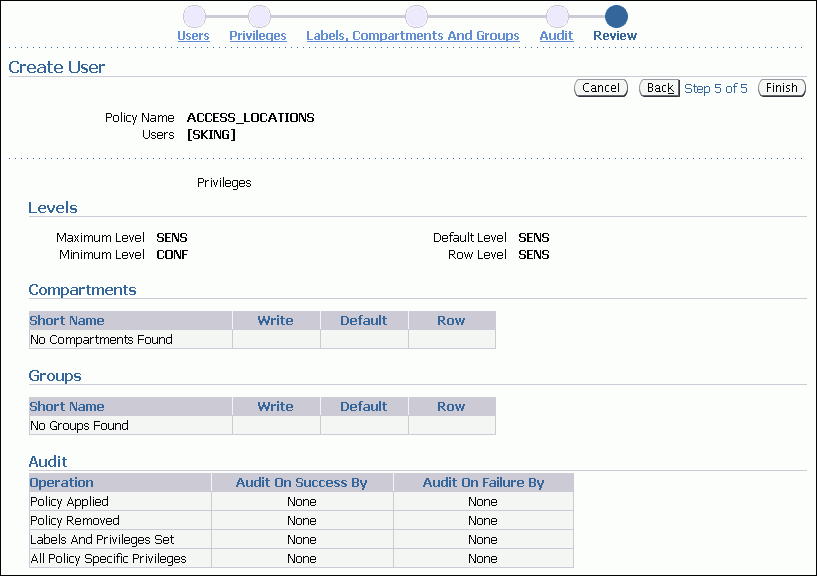 Users Privileges Labels, Compartments And Groups Audit Review
Create User
Cancel Back Step 5 of 5 Finish
Policy Name ACCESS_LOCATIONS
Users [SKING]
Privileges
Levels
Maximum Level SENS Default Level SENS
Minimum Level CONF Row Level SENS
Compartments
Short Name Write Default Row
No Compartments Found
Groups
Short Name Write Default Row
No Groups Found
Audit
Operation Audit On Success By Audit On Failure By
Policy Applied None None
Policy Removed None None
Labels And Privileges Set None None
All Policy Specific Privileges None None